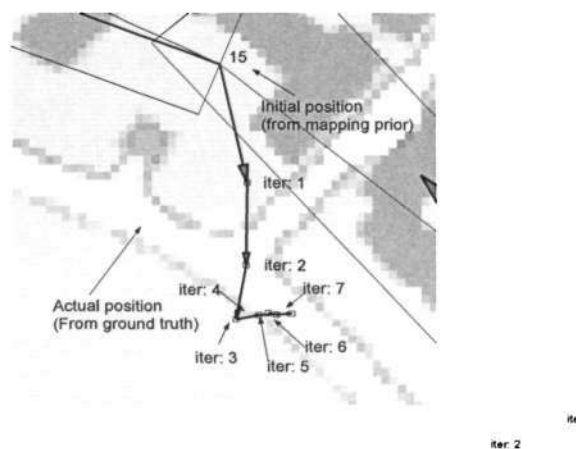 15
Initial position
(from mapping prior)
iter: 1
iter: 2
iter: 4
iter: 7
Actual position
(From ground truth)
iter: 3
iter: 6
iter: 5
ite
iter: 2